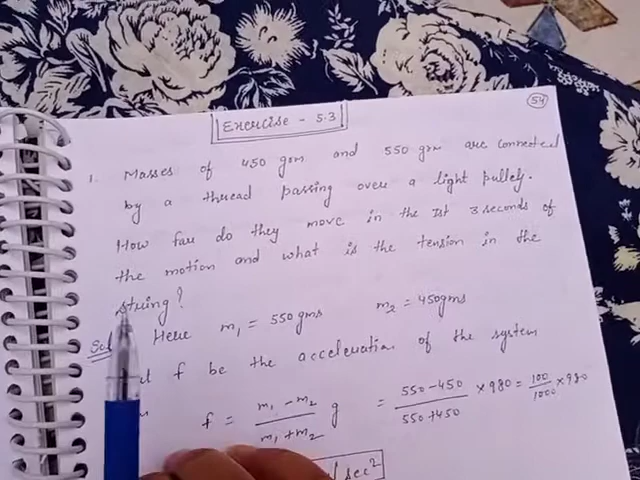 54
Exercise - 5.3
1. Masses of 450 gm and 550 gm are connected
by a thread passing over a light pulley.
How far do they move in the 1st 3 seconds of
the motion and what is the tension in the
string?
Here m₁ = 550 gms m₂ = 450 gms
f be the acceleration of the system
f = (m₁ - m₂)/(m₁ + m₂) g = (550 - 450)/(550 + 450) × 980 = 100/1000 × 980
/sec²